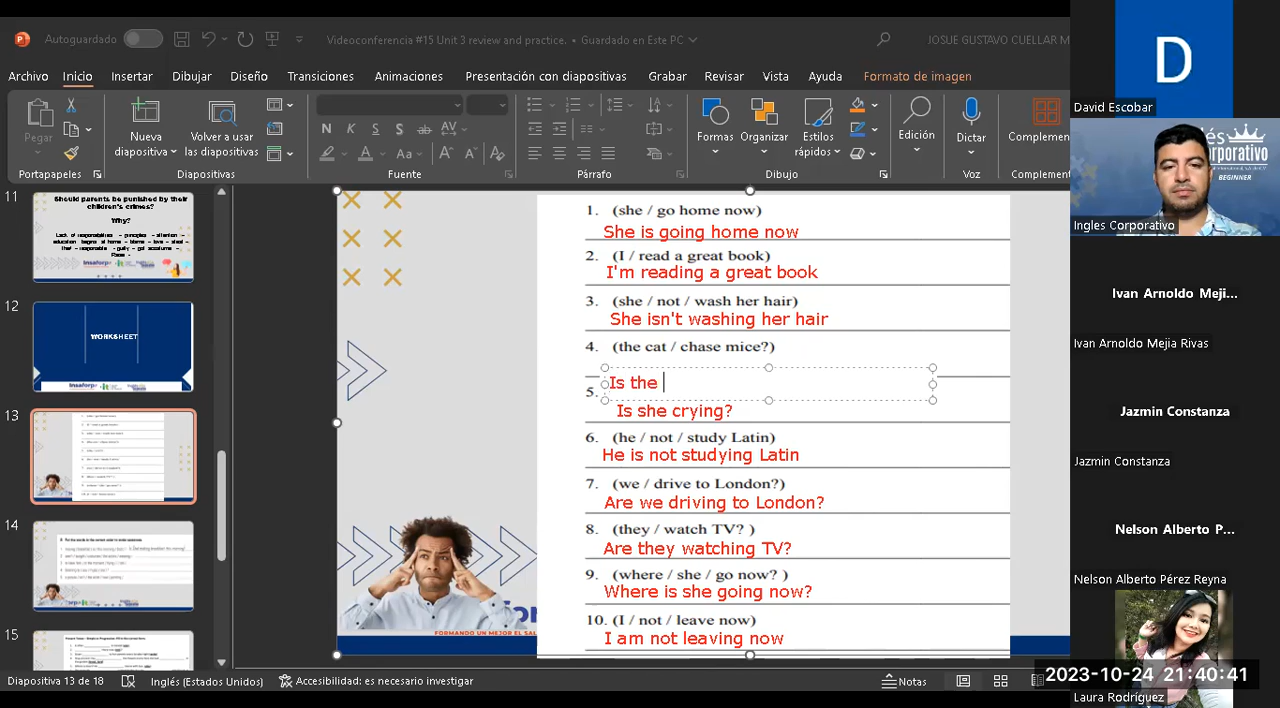 Autoguardado
Videoconferencia #15 Unit 3 review and practice. • Guardado en Este PC
JOSUE GUSTAVO CUELLAR M
Archivo Inicio Insertar Dibujar Diseño Transiciones Animaciones Presentación con diapositivas Grabar Revisar Vista Ayuda Formato de imagen
Pegar
Nueva diapositiva
Volver a usar las diapositivas
Formas Organizar Estilos rápidos
Edición
Dictar
Complemen
Portapapeles Diapositivas Fuente Párrafo Dibujo Voz Complement
11
Should parents be punished by their
children's crimes?
Why?
12
WORKSHEET
13
14
15
1. (she / go home now)
She is going home now
2. (I / read a great book)
I'm reading a great book
3. (she / not / wash her hair)
She isn't washing her hair
4. (the cat / chase mice?)
Is the
5.
Is she crying?
6. (he / not / study Latin)
He is not studying Latin
7. (we / drive to London?)
Are we driving to London?
8. (they / watch TV? )
Are they watching TV?
9. (where / she / go now? )
Where is she going now?
10. (I / not / leave now)
I am not leaving now
FORMANDO UN MEJOR EL SAL
Diapositiva 13 de 18 Inglés (Estados Unidos) Accesibilidad: es necesario investigar Notas
D
David Escobar
és
orporativo
BEGINNER
Ingles Corporativo
Ivan Arnoldo Meji...
Ivan Arnoldo Mejia Rivas
Jazmin Constanza
Jazmin Constanza
Nelson Alberto P...
Nelson Alberto Pérez Reyna
2023-10-24 21:40:41
Laura Rodríguez